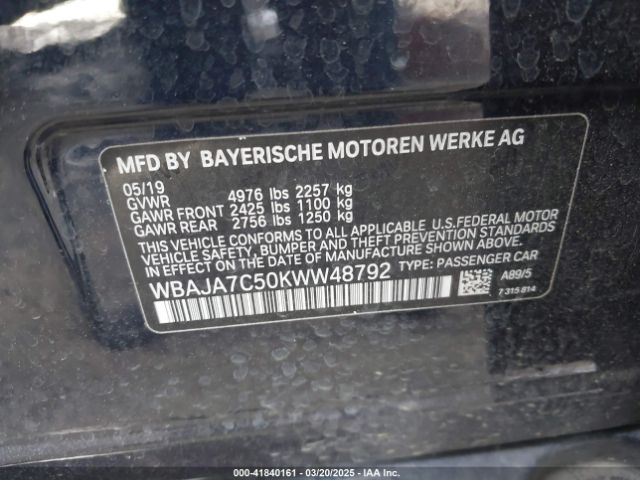 MFD BY BAYERISCHE MOTOREN WERKE AG
05/19
GVWR 4976 lbs 2257 kg
GAWR FRONT 2425 lbs 1100 kg
GAWR REAR 2756 lbs 1250 kg
THIS VEHICLE CONFORMS TO ALL APPLICABLE U.S.FEDERAL MOTOR
VEHICLE SAFETY, BUMPER AND THEFT PREVENTION STANDARDS
IN EFFECT ON THE DATE OF MANUFACTURE SHOWN ABOVE.
WBAJA7C50KWW48792 TYPE: PASSENGER CAR
A89/5
7 315 814
000-41840161 - 03/20/2025 - IAA Inc.